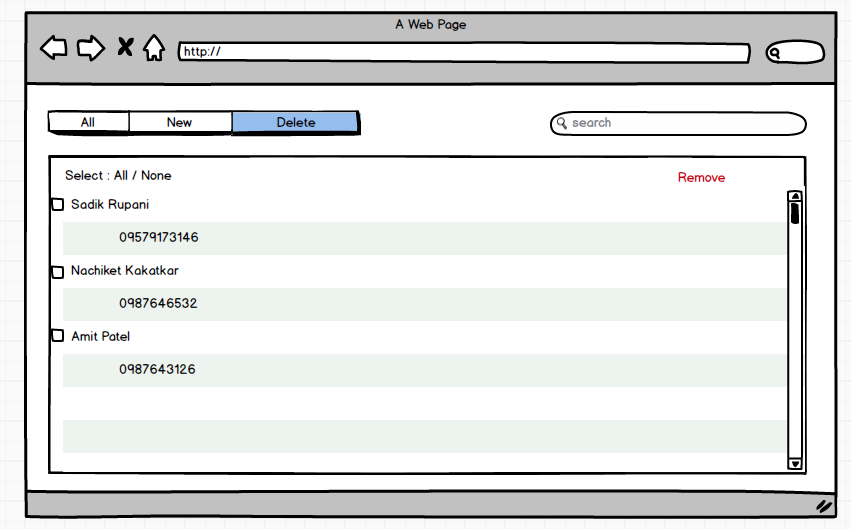 A Web Page
http://
All New Delete
search
Select : All / None
Remove
Sadik Rupani
09579173146
Nachiket Kakatkar
0987646532
Amit Patel
0987643126